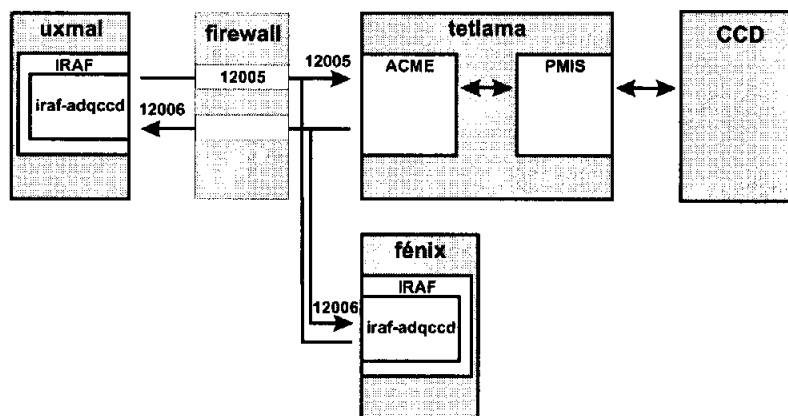 uxmal
IRAF
iraf-adqccd
12006
firewall
12005
12005
tetlama
ACME
PMIS
CCD
fénix
IRAF
12006
iraf-adqccd